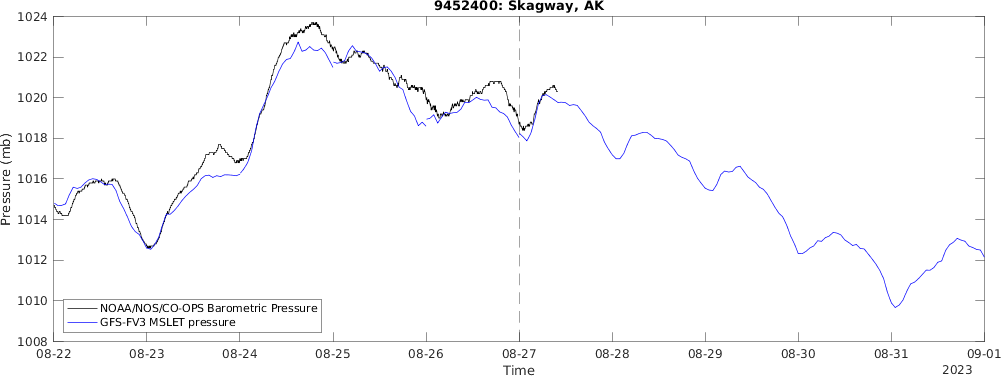 9452400: Skagway, AK
Pressure (mb)
1024
1022
1020
1018
1016
1014
1012
1010
1008
NOAA/NOS/CO-OPS Barometric Pressure
GFS-FV3 MSLET pressure
08-22 08-23 08-24 08-25 08-26 08-27 08-28 08-29 08-30 08-31 09-01
Time
2023